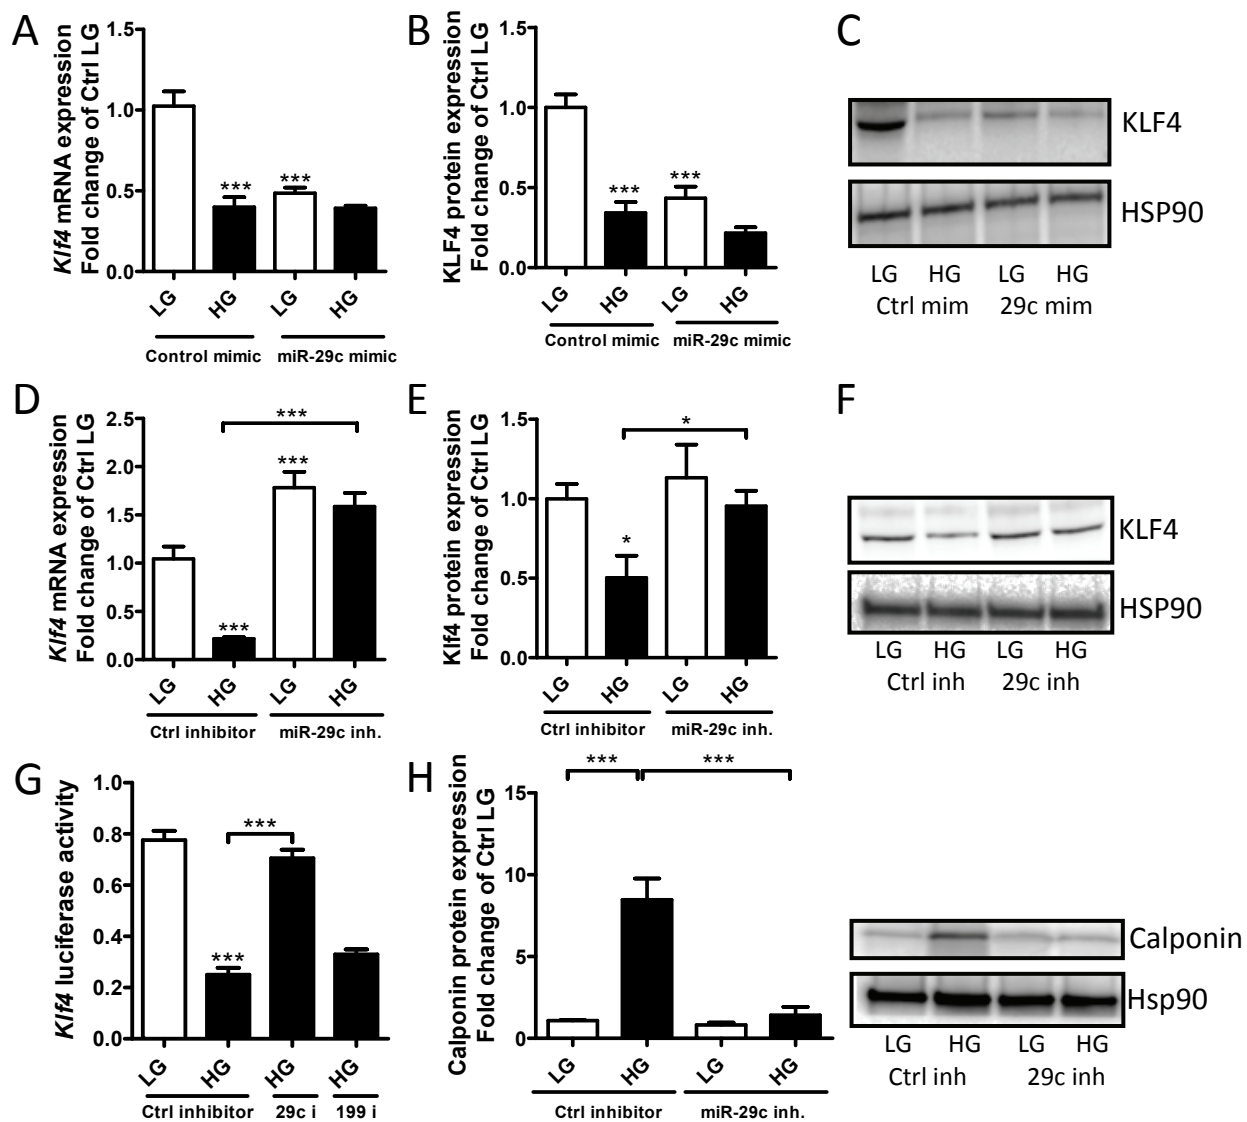 A
Klf4 mRNA expression
Fold change of Ctrl LG
1.5
1.0
0.5
0.0
***
***
LG
HG
LG
HG
Control mimic
miR-29c mimic
B
KLF4 protein expression
Fold change of Ctrl LG
1.5
1.0
0.5
0.0
***
***
LG
HG
LG
HG
Control mimic
miR-29c mimic
C
KLF4
HSP90
LG HG LG HG
Ctrl mim 29c mim
D
Klf4 mRNA expression
Fold change of Ctrl LG
2.5
2.0
1.5
1.0
0.5
0.0
***
***
***
LG
HG
LG
HG
Ctrl inhibitor
miR-29c inh.
E
Klf4 protein expression
Fold change of Ctrl LG
1.5
1.0
0.5
0.0
*
*
LG
HG
LG
HG
Ctrl inhibitor
miR-29c inh.
F
KLF4
HSP90
LG HG LG HG
Ctrl inh 29c inh
G
Klf4 luciferase activity
1.0
0.8
0.6
0.4
0.2
0.0
***
***
LG
HG
HG
HG
Ctrl inhibitor
29c i
199 i
H
Calponin protein expression
Fold change of Ctrl LG
15
10
5
0
***
***
LG
HG
LG
HG
Ctrl inhibitor
miR-29c inh.
Calponin
Hsp90
LG HG LG HG
Ctrl inh 29c inh